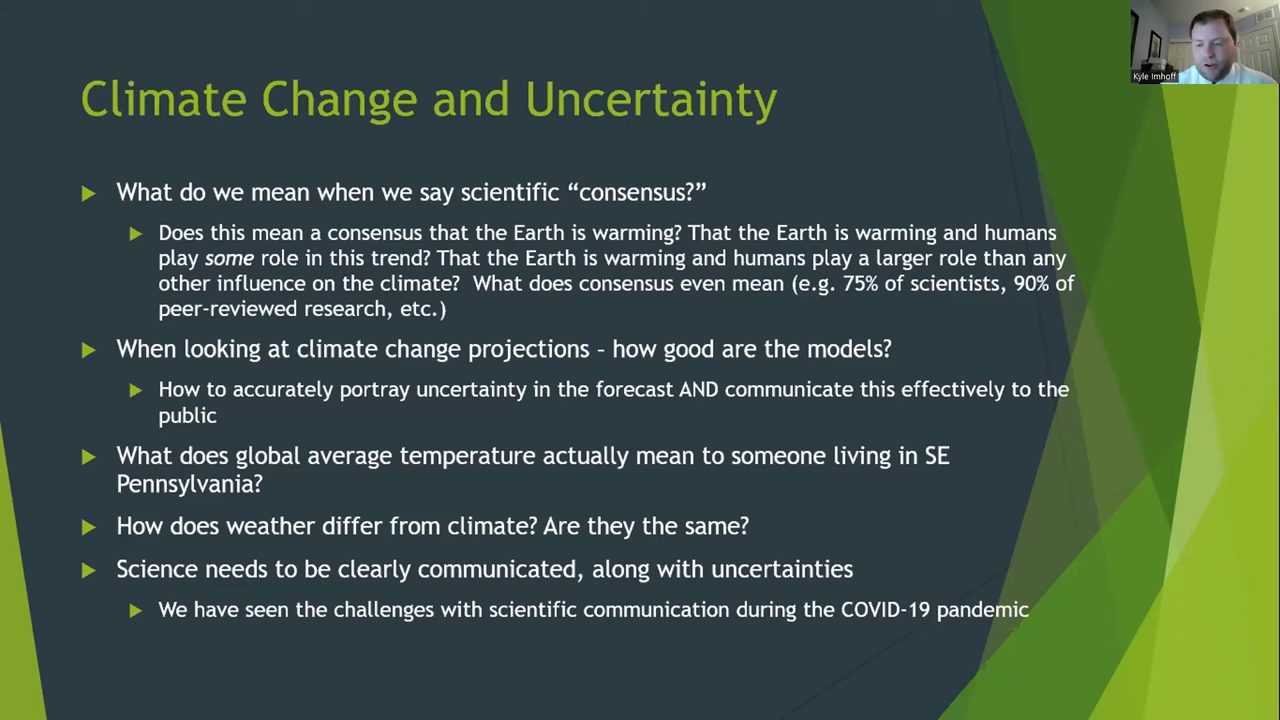 Kyle Imhoff
Climate Change and Uncertainty
What do we mean when we say scientific “consensus?”
Does this mean a consensus that the Earth is warming? That the Earth is warming and humans
play some role in this trend? That the Earth is warming and humans play a larger role than any
other influence on the climate? What does consensus even mean (e.g. 75% of scientists, 90% of
peer-reviewed research, etc.)
When looking at climate change projections – how good are the models?
How to accurately portray uncertainty in the forecast AND communicate this effectively to the
public
What does global average temperature actually mean to someone living in SE
Pennsylvania?
How does weather differ from climate? Are they the same?
Science needs to be clearly communicated, along with uncertainties
We have seen the challenges with scientific communication during the COVID-19 pandemic